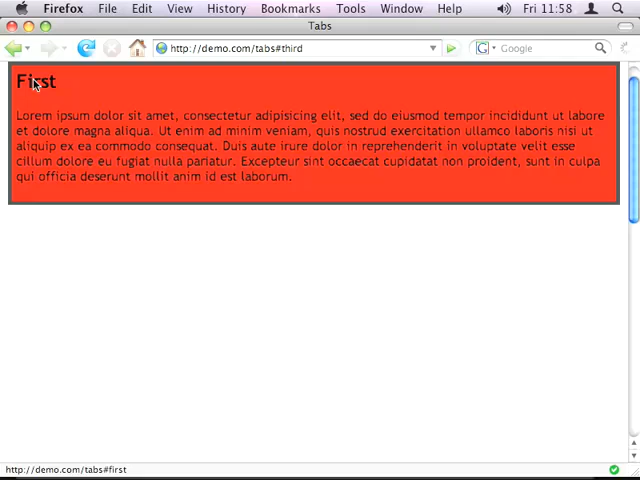 Firefox File Edit View History Bookmarks Tools Window Help Fri 11:58
Tabs
http://demo.com/tabs#third Google
First
Lorem ipsum dolor sit amet, consectetur adipisicing elit, sed do eiusmod tempor incididunt ut labore
et dolore magna aliqua. Ut enim ad minim veniam, quis nostrud exercitation ullamco laboris nisi ut
aliquip ex ea commodo consequat. Duis aute irure dolor in reprehenderit in voluptate velit esse
cillum dolore eu fugiat nulla pariatur. Excepteur sint occaecat cupidatat non proident, sunt in culpa
qui officia deserunt mollit anim id est laborum.
http://demo.com/tabs#first